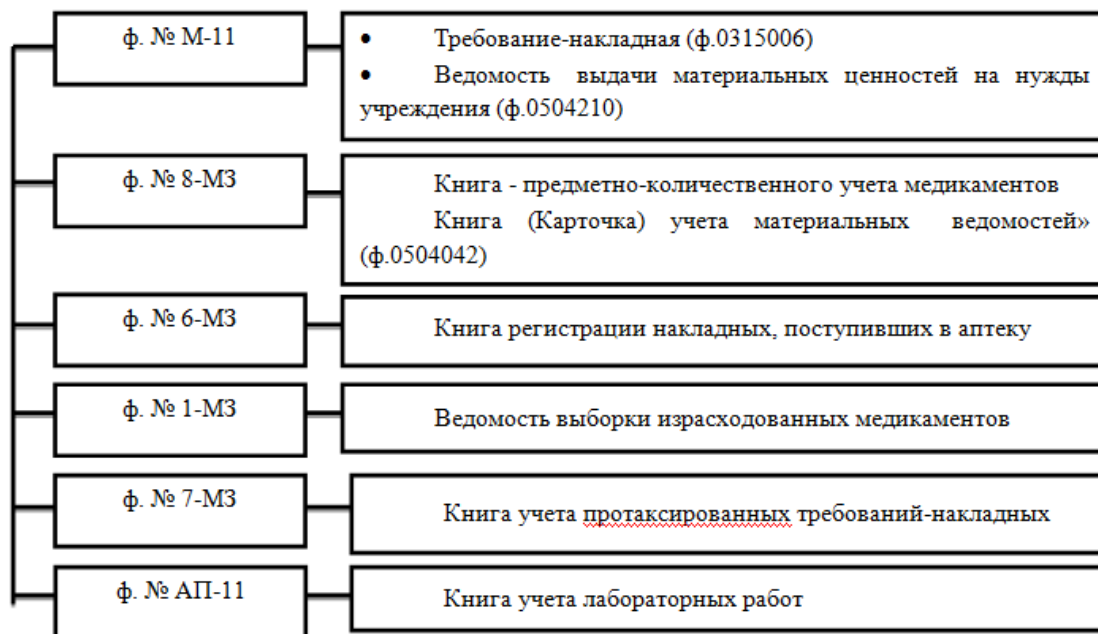 ф. № М-11
• Требование-накладная (ф.0315006)
• Ведомость выдачи материальных ценностей на нужды
учреждения (ф.0504210)
ф. № 8-МЗ
Книга - предметно-количественного учета медикаментов
Книга (Карточка) учета материальных ведомостей»
(ф.0504042)
ф. № 6-МЗ
Книга регистрации накладных, поступивших в аптеку
ф. № 1-МЗ
Ведомость выборки израсходованных медикаментов
ф. № 7-МЗ
Книга учета протаксированных требований-накладных
ф. № АП-11
Книга учета лабораторных работ